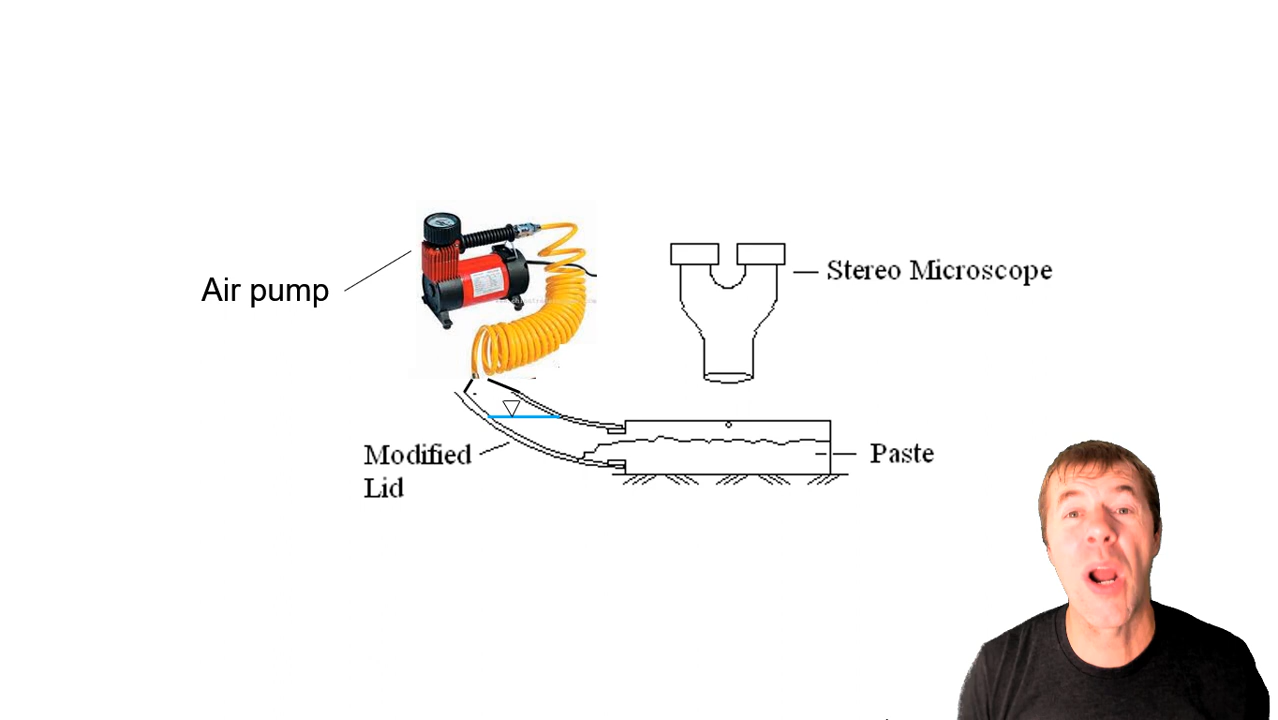 Air pump
Stereo Microscope
Modified
Lid
Paste